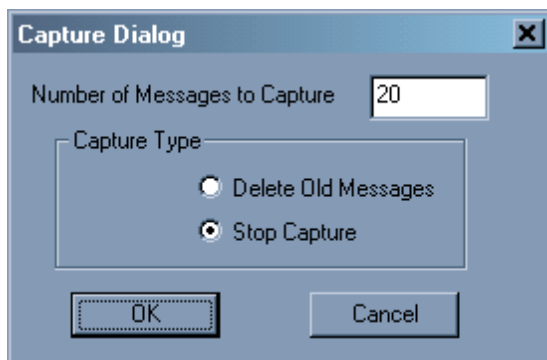 Capture Dialog
Number of Messages to Capture 20
Capture Type
Delete Old Messages
Stop Capture
OK Cancel